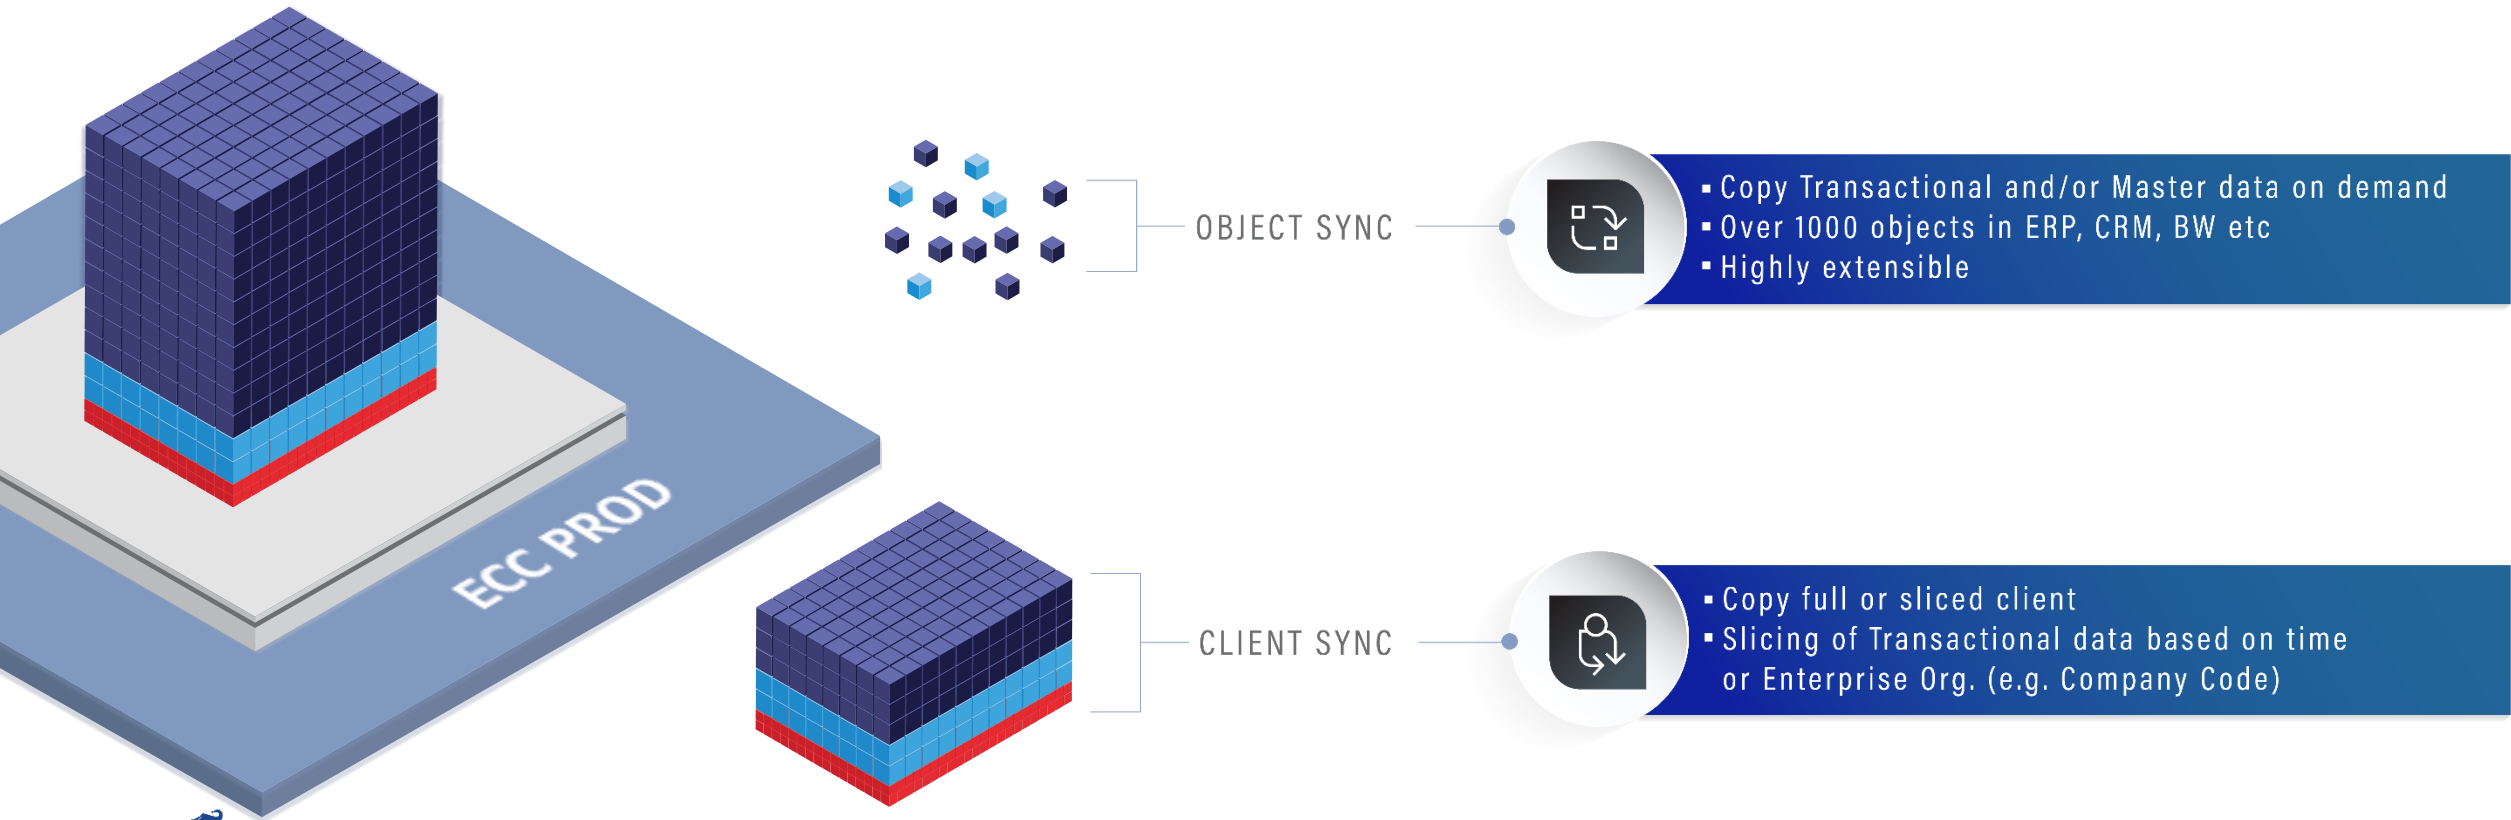 OBJECT SYNC
▪ Copy Transactional and/or Master data on demand
▪ Over 1000 objects in ERP, CRM, BW etc
▪ Highly extensible
ECC PROD
CLIENT SYNC
▪ Copy full or sliced client
▪ Slicing of Transactional data based on time
or Enterprise Org. (e.g. Company Code)